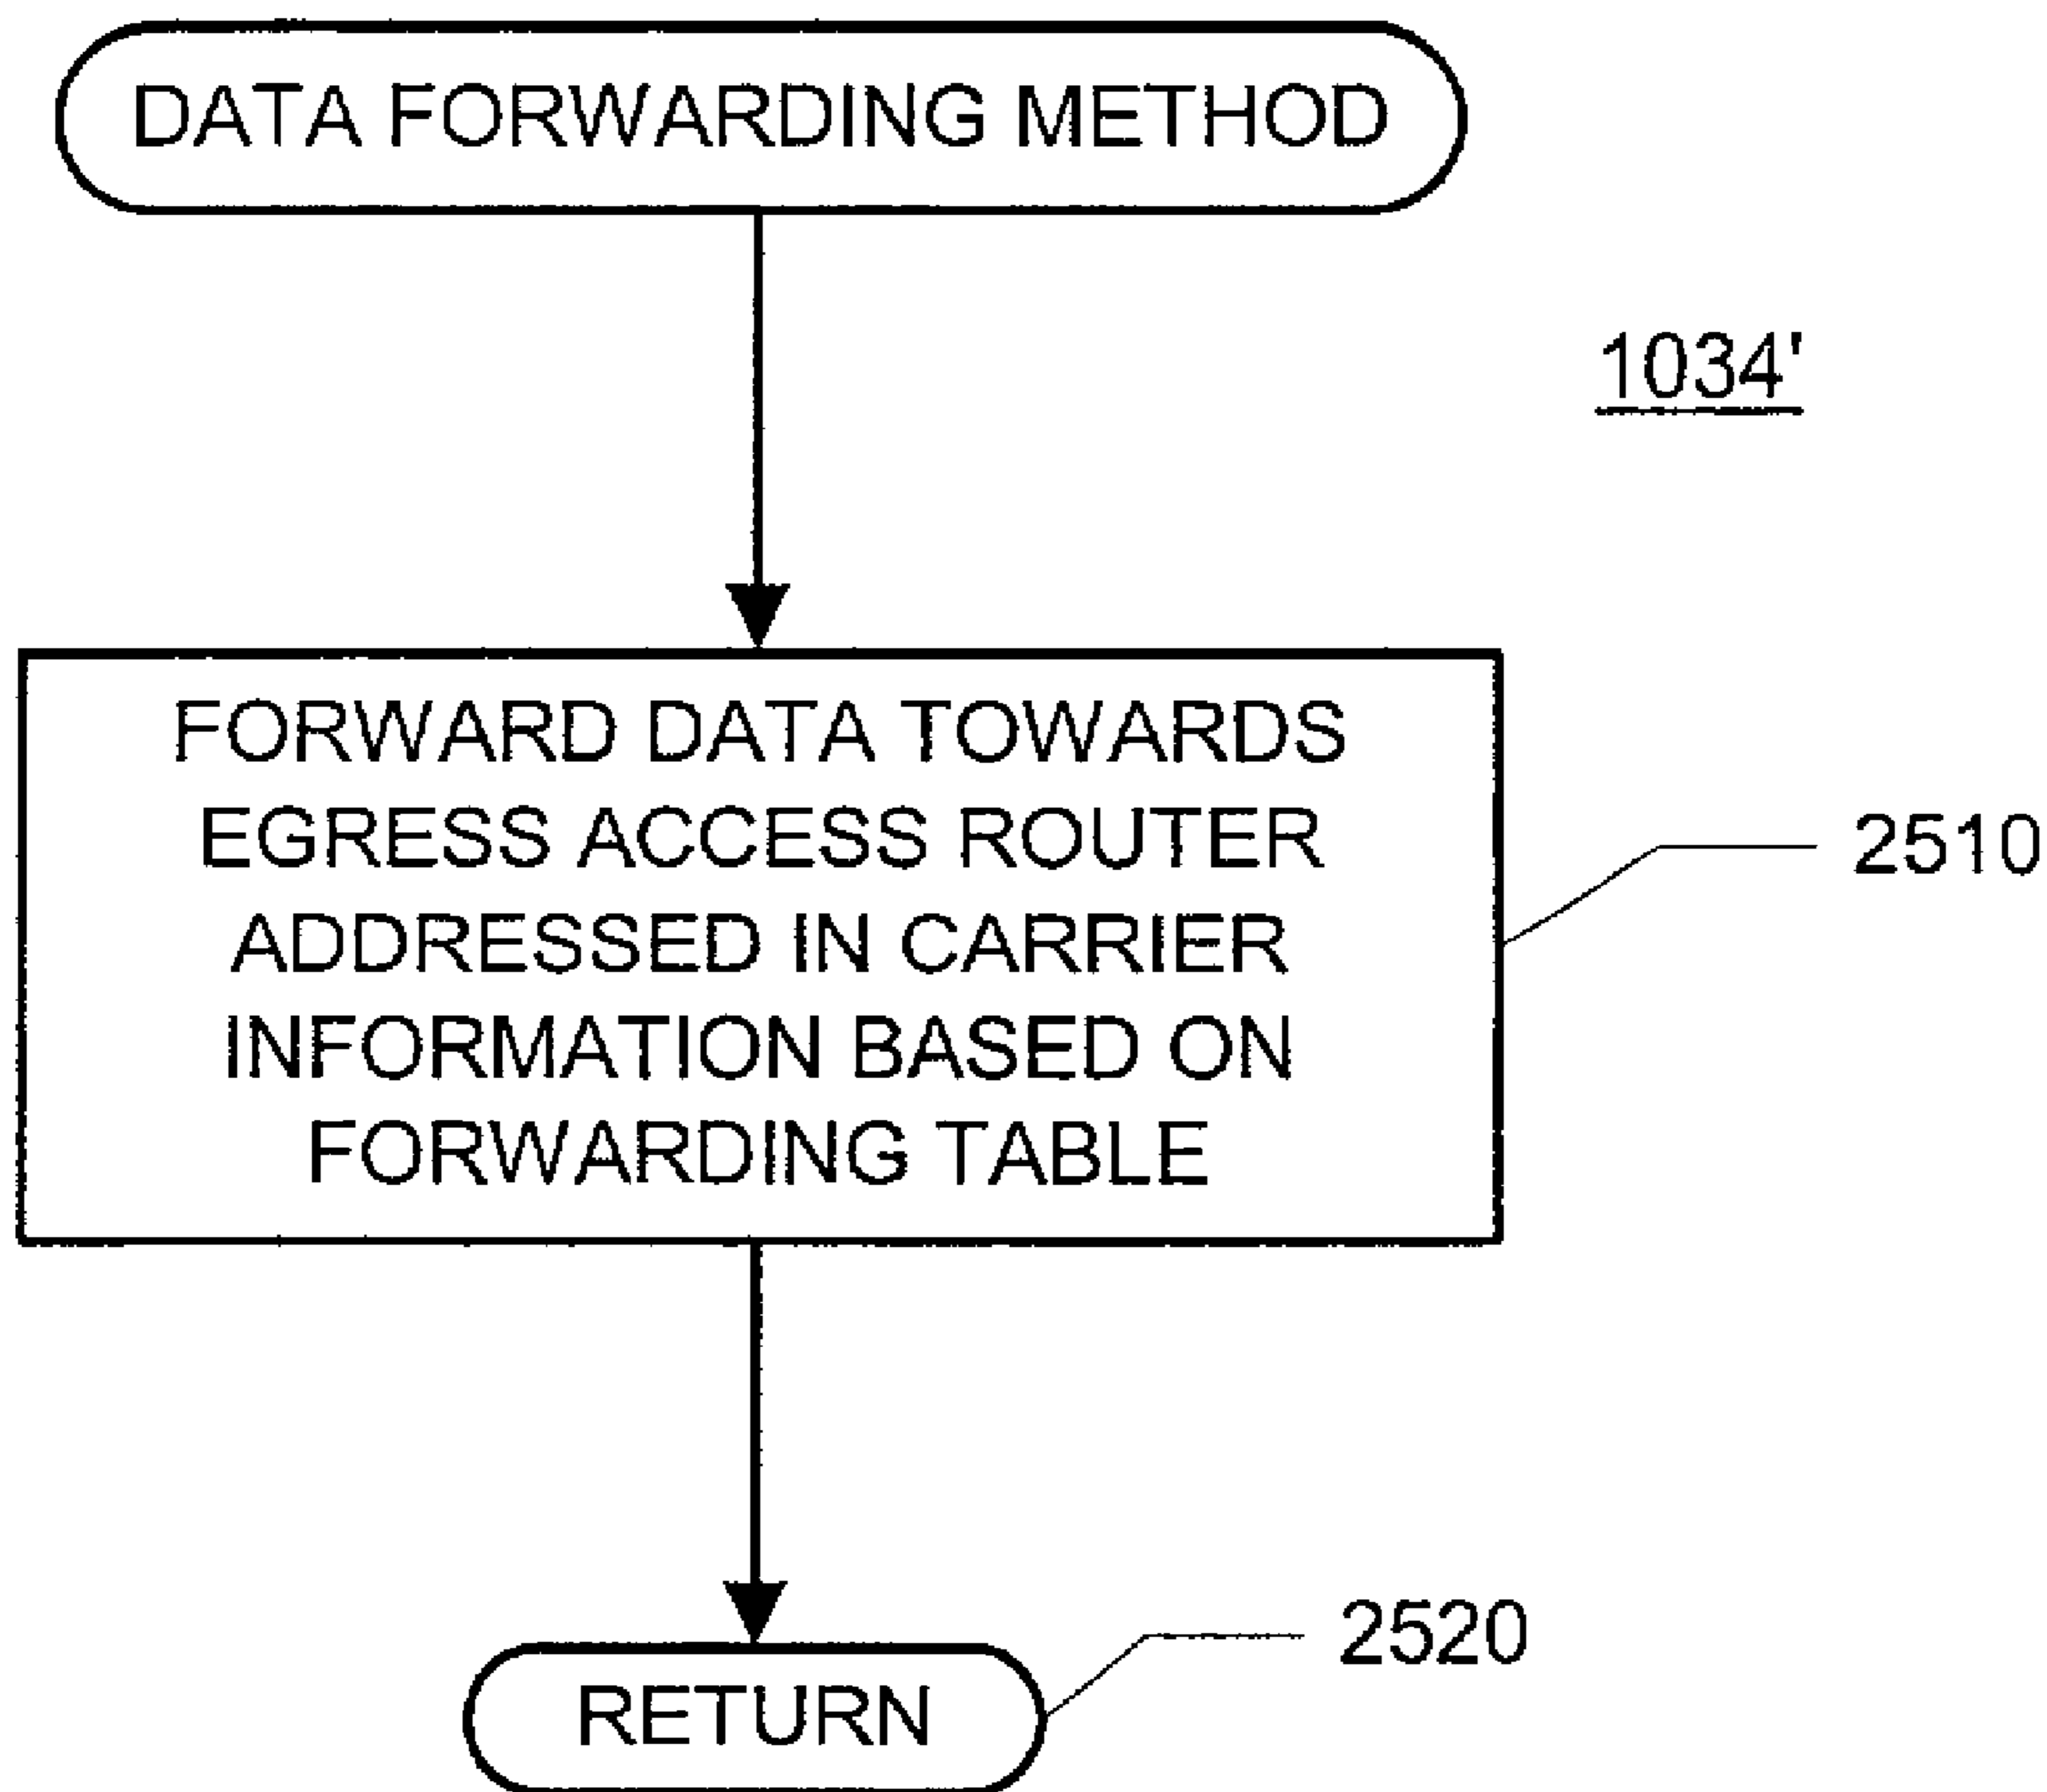 DATA FORWARDING METHOD
1034'
FORWARD DATA TOWARDS
EGRESS ACCESS ROUTER
ADDRESSED IN CARRIER
INFORMATION BASED ON
FORWARDING TABLE
2510
2520
RETURN